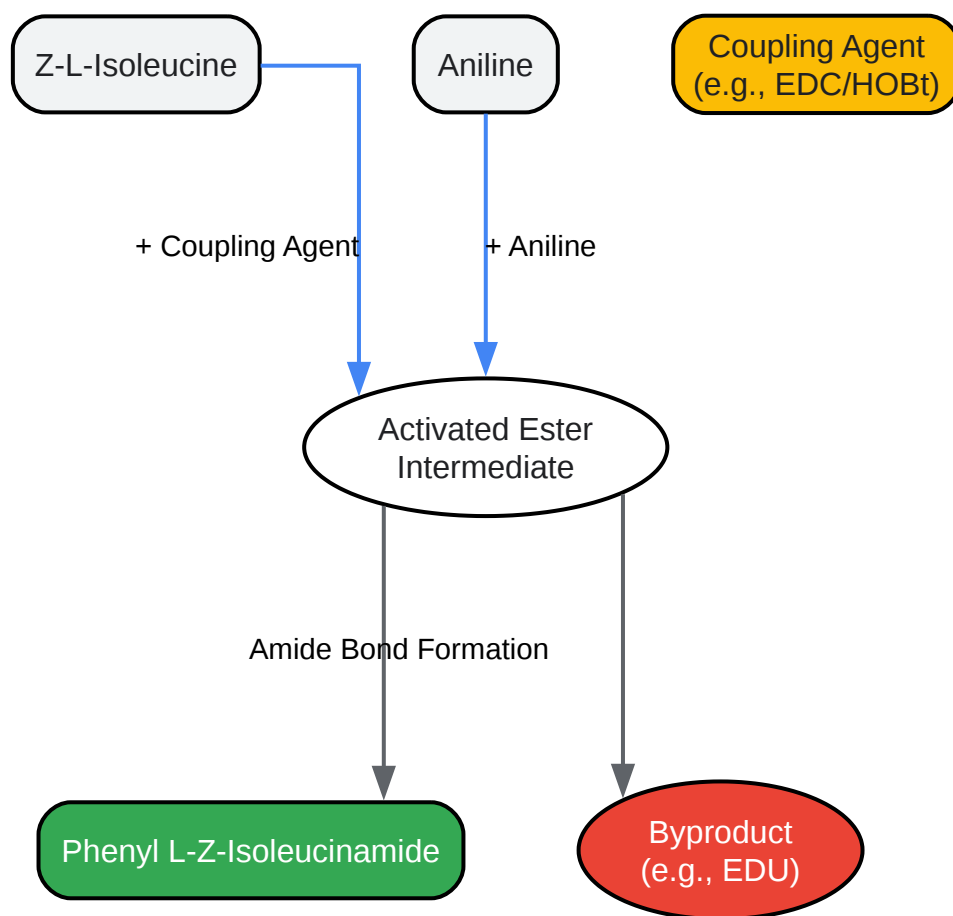 Z-L-Isoleucine
Aniline
Coupling Agent
(e.g., EDC/HOBt)
+ Coupling Agent
+ Aniline
Activated Ester
Intermediate
Amide Bond Formation
Phenyl L-Z-Isoleucinamide
Byproduct
(e.g., EDU)